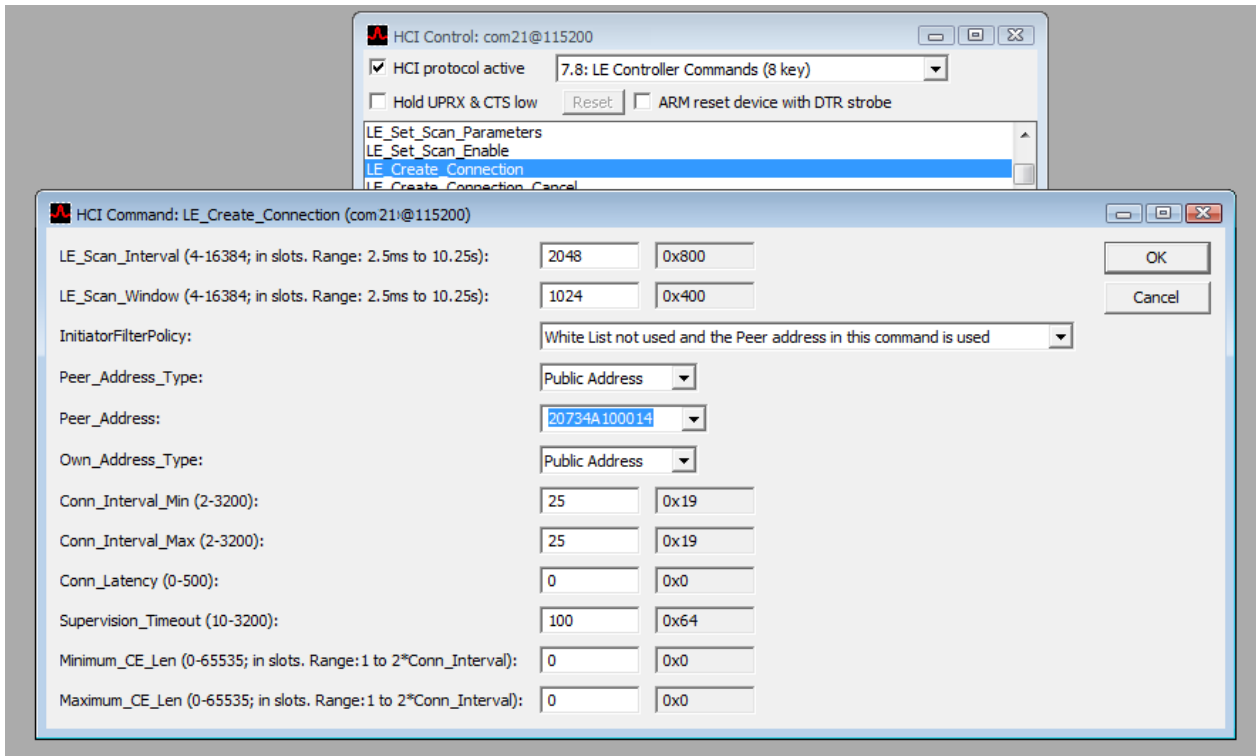 HCI Control: com21@115200
HCI protocol active 7.8: LE Controller Commands (8 key)
Hold UPRX & CTS low Reset ARM reset device with DTR strobe
LE_Set_Scan_Parameters
LE_Set_Scan_Enable
LE_Create_Connection
LE_Create_Connection_Cancel
HCI Command: LE_Create_Connection (com21@115200)
LE_Scan_Interval (4-16384; in slots. Range: 2.5ms to 10.25s): 2048 0x800 OK
LE_Scan_Window (4-16384; in slots. Range: 2.5ms to 10.25s): 1024 0x400 Cancel
InitiatorFilterPolicy: White List not used and the Peer address in this command is used
Peer_Address_Type: Public Address
Peer_Address: 20734A100014
Own_Address_Type: Public Address
Conn_Interval_Min (2-3200): 25 0x19
Conn_Interval_Max (2-3200): 25 0x19
Conn_Latency (0-500): 0 0x0
Supervision_Timeout (10-3200): 100 0x64
Minimum_CE_Len (0-65535; in slots. Range:1 to 2*Conn_Interval): 0 0x0
Maximum_CE_Len (0-65535; in slots. Range:1 to 2*Conn_Interval): 0 0x0